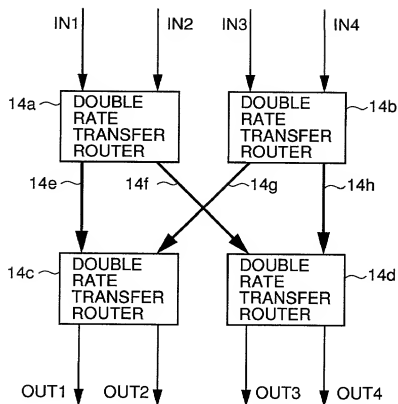 IN1 IN2 IN3 IN4
14a DOUBLE RATE TRANSFER ROUTER
DOUBLE RATE TRANSFER ROUTER 14b
14e 14f 14g 14h
14c DOUBLE RATE TRANSFER ROUTER
DOUBLE RATE TRANSFER ROUTER 14d
OUT1 OUT2 OUT3 OUT4